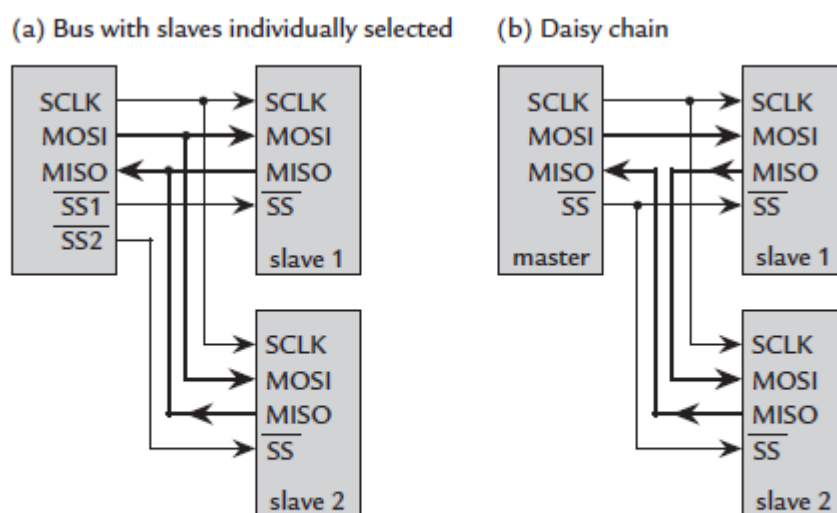 (a) Bus with slaves individually selected
SCLK
MOSI
MISO
SS1
SS2
SCLK
MOSI
MISO
SS
slave 1
SCLK
MOSI
MISO
SS
slave 2
(b) Daisy chain
SCLK
MOSI
MISO
SS
master
SCLK
MOSI
MISO
SS
slave 1
SCLK
MOSI
MISO
SS
slave 2